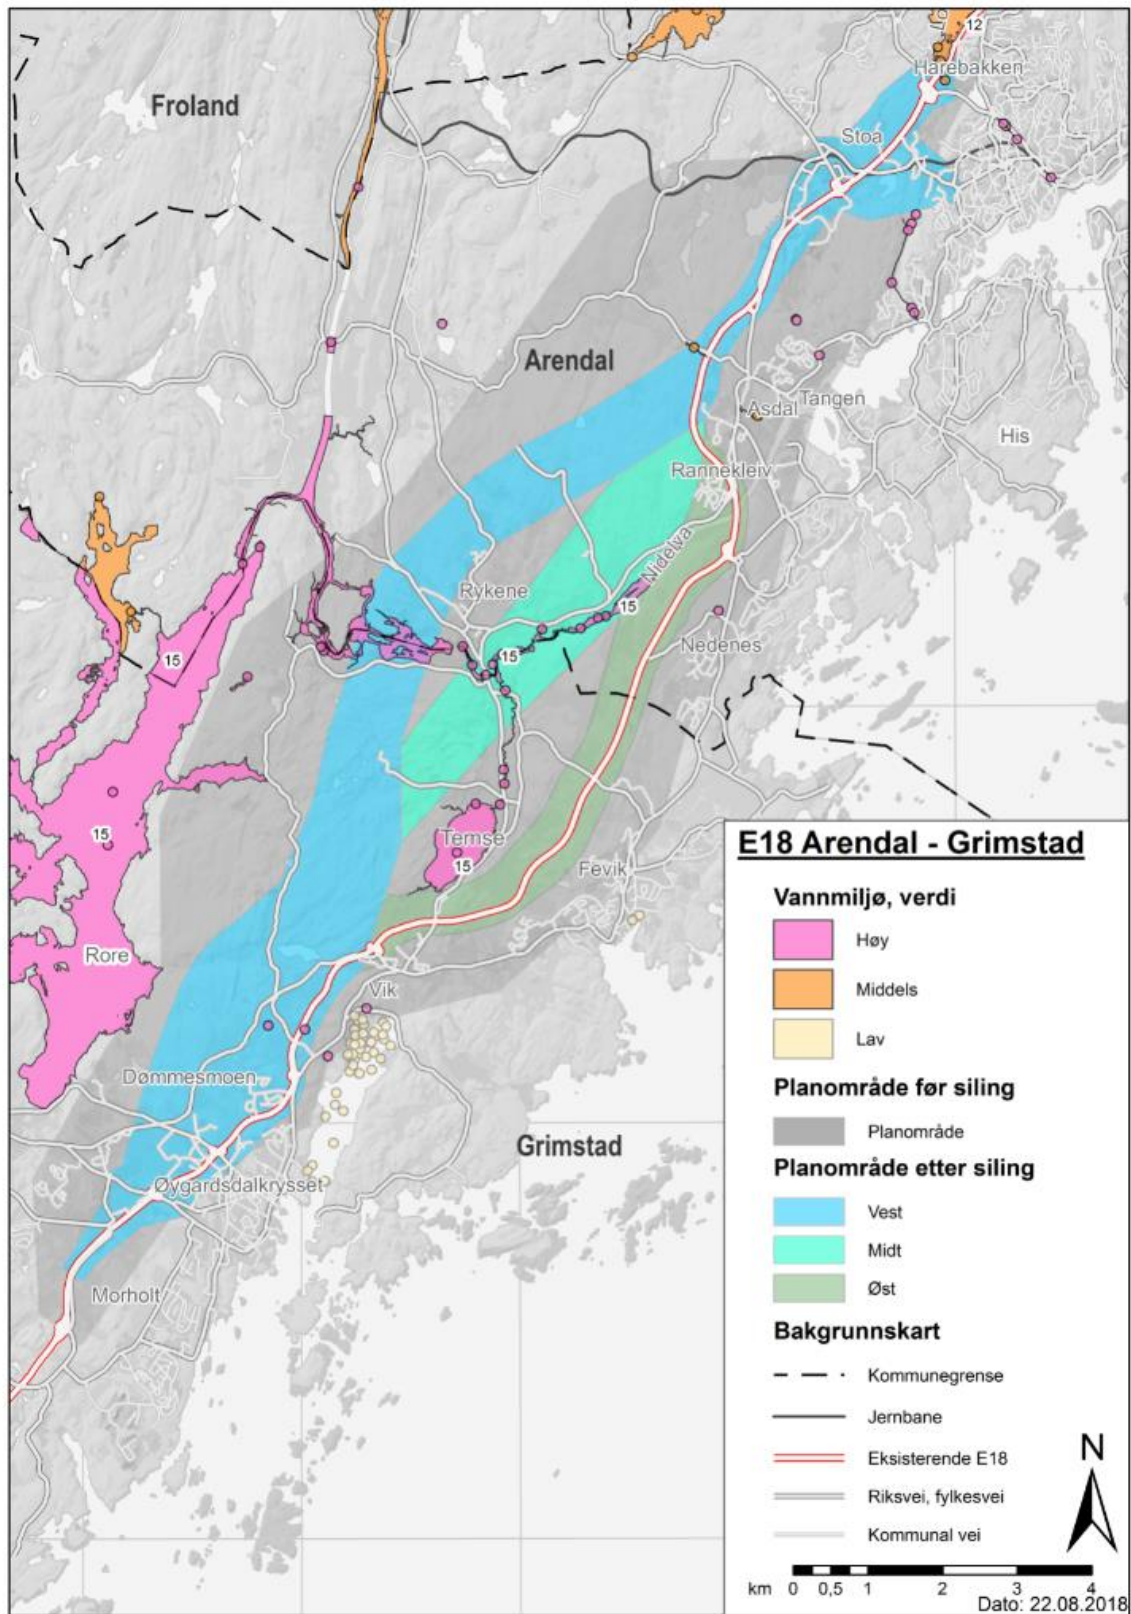 12
Harebakken
Froland
Stoa
Arendal
Asdal
Tangen
His
Rannekleiv
Nidelva
Rykene
15
Nedenes
15
15
Temse
15
15
Fevik
Rore
Vik
Dømmesmoen
Grimstad
Øygardsdalkrysset
Morholt
E18 Arendal - Grimstad
Vannmiljø, verdi
Høy
Middels
Lav
Planområde før siling
Planområde
Planområde etter siling
Vest
Midt
Øst
Bakgrunnskart
Kommunegrense
Jernbane
Eksisterende E18
Riksvei, fylkesvei
Kommunal vei
N
km 0 0,5 1 2 3 4
Dato: 22.08.2018